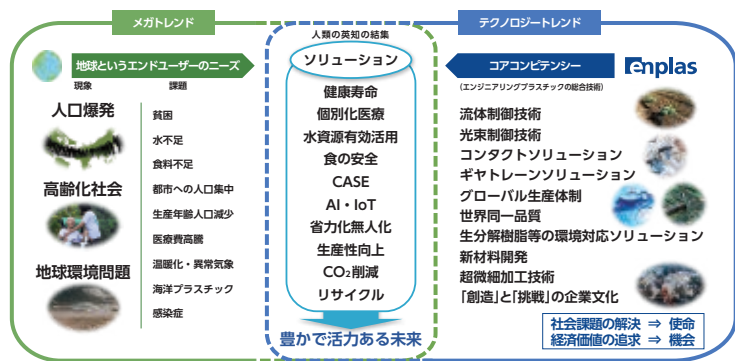 メガトレンド
地球というエンドユーザーのニーズ
現象
課題
人口爆発
高齢化社会
地球環境問題
貧困
水不足
食料不足
都市への人口集中
生産年齢人口減少
医療費高騰
温暖化・異常気象
海洋プラスチック
感染症
人類の英知の結集
ソリューション
健康寿命
個別化医療
水資源有効活用
食の安全
CASE
AI・IoT
省力化無人化
生産性向上
CO₂削減
リサイクル
豊かで活力ある未来
テクノロジートレンド
コアコンピテンシー
enplas
(エンジニアリングプラスチックの総合技術)
流体制御技術
光束制御技術
コンタクトソリューション
ギヤトレーンソリューション
グローバル生産体制
世界同一品質
生分解樹脂等の環境対応ソリューション
新材料開発
超微細加工技術
「創造」と「挑戦」の企業文化
社会課題の解決 ⇒ 使命
経済価値の追求 ⇒ 機会